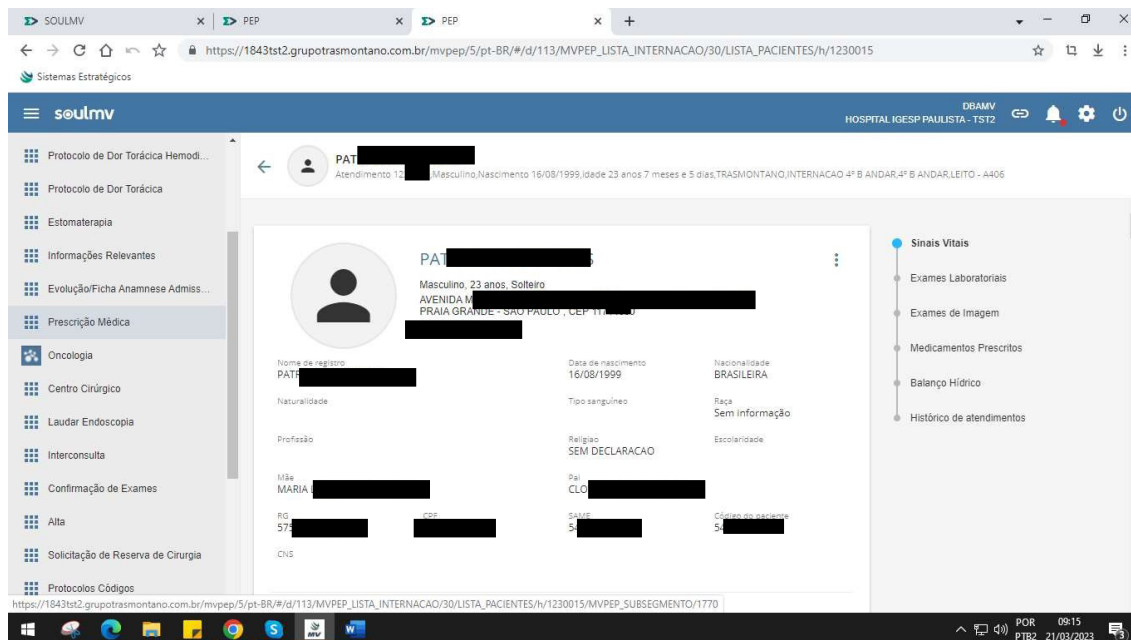 SOULMV
PEP
PEP
https://1843tst2.grupotrasmontano.com.br/mvpep/5/pt-BR/#/d/113/MVPEP_LISTA_INTERNACAO/30/LISTA_PACIENTES/h/1230015
Sistemas Estratégicos
soulmv
DBAMV
HOSPITAL IGESP PAULISTA - TST2
Protocolo de Dor Torácica Hemodi...
Protocolo de Dor Torácica
Estomaterapia
Informações Relevantes
Evolução/Ficha Anamnese Admiss...
Prescrição Médica
Oncologia
Centro Cirúrgico
Laudar Endoscopia
Interconsulta
Confirmação de Exames
Alta
Solicitação de Reserva de Cirurgia
Protocolos Códigos
PAT
Atendimento 12 ,Masculino,Nascimento 16/08/1999,idade 23 anos 7 meses e 5 dias,TRASMONTANO,INTERNACAO 4º B ANDAR,4º B ANDAR,LEITO - A406
PAT
Masculino, 23 anos, Solteiro
AVENIDA M
PRAIA GRANDE - SAO PAULO , CEP
Nome de registro
PATR
Data de nascimento
16/08/1999
Nacionalidade
BRASILEIRA
Naturalidade
Tipo sanguíneo
Raça
Sem informação
Profissão
Religiao
SEM DECLARACAO
Escolaridade
Mãe
MARIA
Pai
CLO
RG
575
CPF
SAME
54
Código do paciente
54
CNS
Sinais Vitais
Exames Laboratoriais
Exames de Imagem
Medicamentos Prescritos
Balanço Hídrico
Histórico de atendimentos
https://1843tst2.grupotrasmontano.com.br/mvpep/5/pt-BR/#/d/113/MVPEP_LISTA_INTERNACAO/30/LISTA_PACIENTES/h/1230015/MVPEP_SUBSEGMENTO/1770
MV
POR
PTB2
09:15
21/03/2023
3